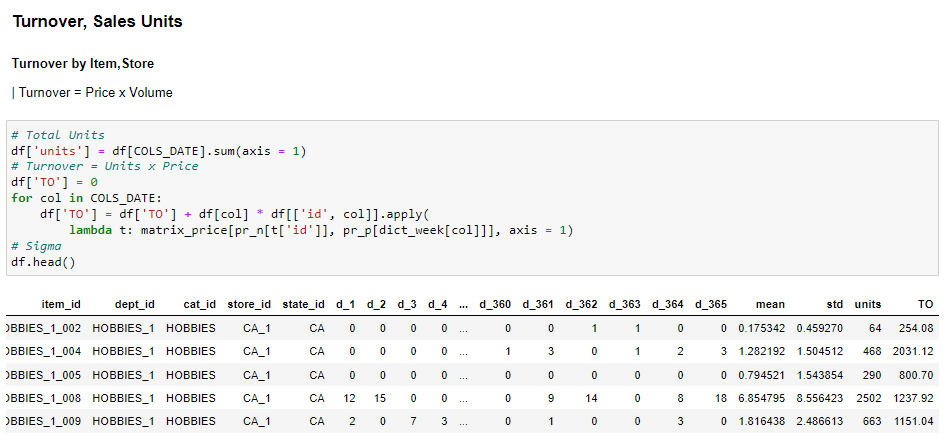 Turnover, Sales Units
Turnover by Item,Store
| Turnover = Price x Volume
# Total Units
df['units'] = df[COLS_DATE].sum(axis = 1)
# Turnover = Units x Price
df['TO'] = 0
for col in COLS_DATE:
    df['TO'] = df['TO'] + df[col] * df[['id', col]].apply(
        lambda t: matrix_price[pr_n[t['id']], pr_p[dict_week[col]]], axis = 1)
# Sigma
df.head()
item_id dept_id cat_id store_id state_id d_1 d_2 d_3 d_4 ... d_360 d_361 d_362 d_363 d_364 d_365 mean std units TO
OBBIES_1_002 HOBBIES_1 HOBBIES CA_1 CA 0 0 0 0 ... 0 0 1 1 0 0 0.175342 0.459270 64 254.08
OBBIES_1_004 HOBBIES_1 HOBBIES CA_1 CA 0 0 0 0 ... 1 3 0 1 2 3 1.282192 1.504512 468 2031.12
OBBIES_1_005 HOBBIES_1 HOBBIES CA_1 CA 0 0 0 0 ... 0 0 0 0 0 0 0.794521 1.543854 290 800.70
OBBIES_1_008 HOBBIES_1 HOBBIES CA_1 CA 12 15 0 0 ... 0 9 14 0 8 18 6.854795 8.556423 2502 1237.92
OBBIES_1_009 HOBBIES_1 HOBBIES CA_1 CA 2 0 7 3 ... 0 1 0 0 3 0 1.816438 2.486613 663 1151.04